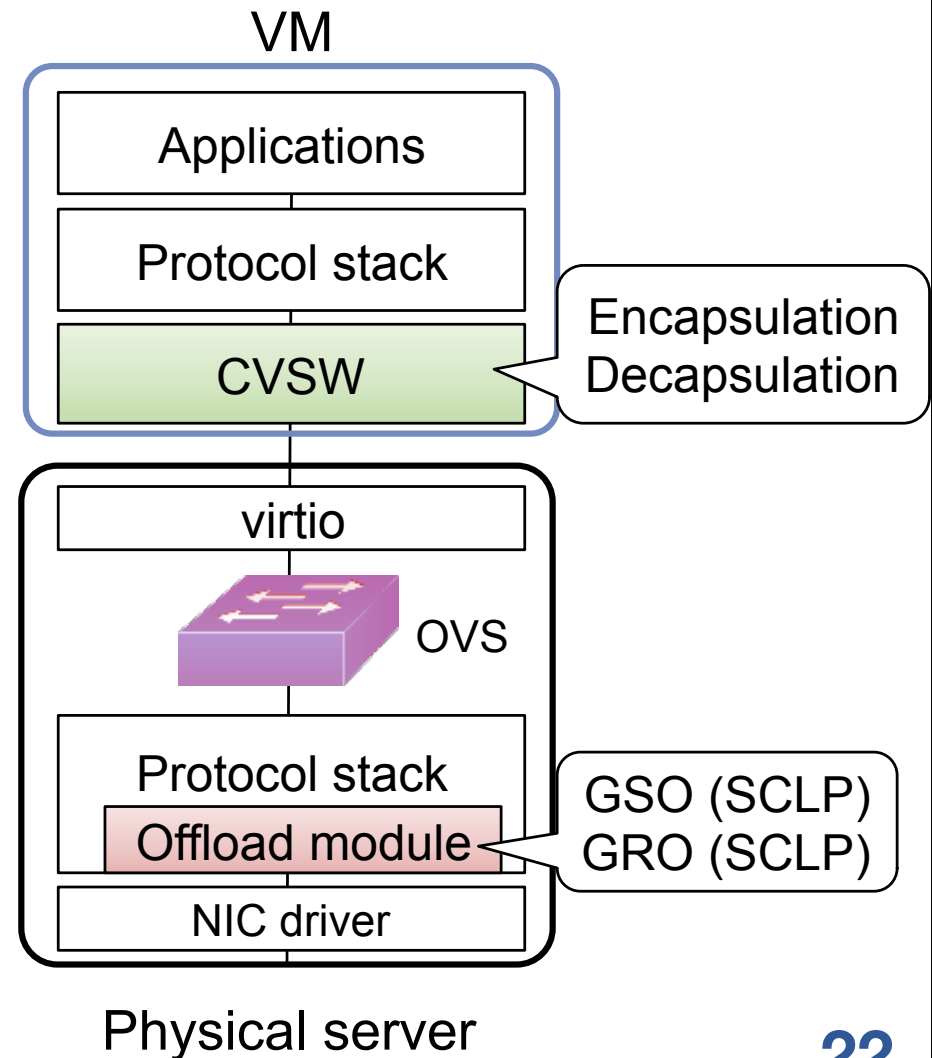 VM
Applications
Protocol stack
CVSW
Encapsulation
Decapsulation
virtio
OVS
Protocol stack
Offload module
GSO (SCLP)
GRO (SCLP)
NIC driver
Physical server
22